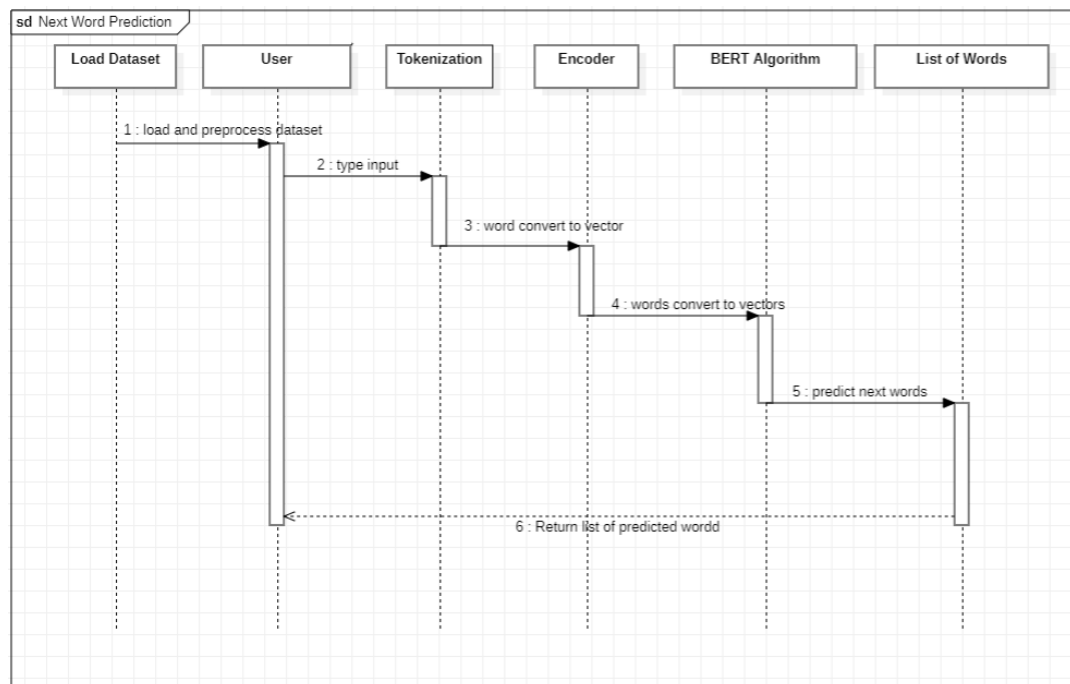 sd Next Word Prediction
Load Dataset
User
Tokenization
Encoder
BERT Algorithm
List of Words
1 : load and preprocess dataset
2 : type input
3 : word convert to vector
4 : words convert to vectors
5 : predict next words
6 : Return list of predicted wordd